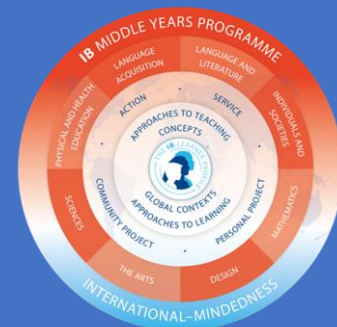 IB MIDDLE YEARS PROGRAMME
LANGUAGE ACQUISITION
LANGUAGE AND LITERATURE
INDIVIDUALS AND SOCIETIES
MATHEMATICS
DESIGN
THE ARTS
SCIENCES
PHYSICAL AND HEALTH EDUCATION
ACTION
SERVICE
PERSONAL PROJECT
COMMUNITY PROJECT
APPROACHES TO TEACHING
CONCEPTS
THE IB LEARNER PROFILE
GLOBAL CONTEXTS
APPROACHES TO LEARNING
INTERNATIONAL–MINDEDNESS